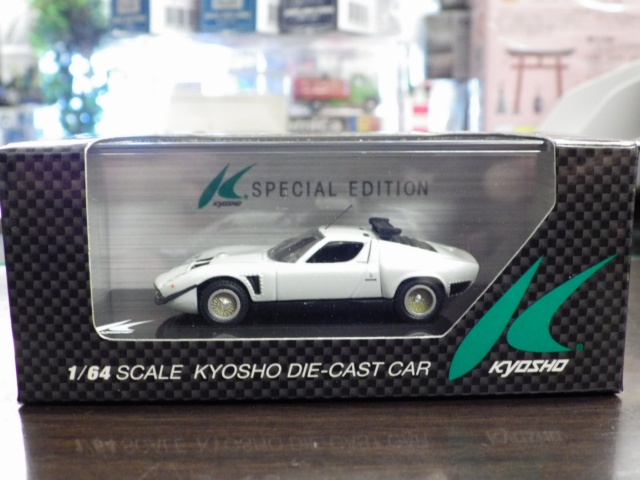 KYOSHO
SPECIAL EDITION
1/64 SCALE KYOSHO DIE-CAST CAR
KYOSHO